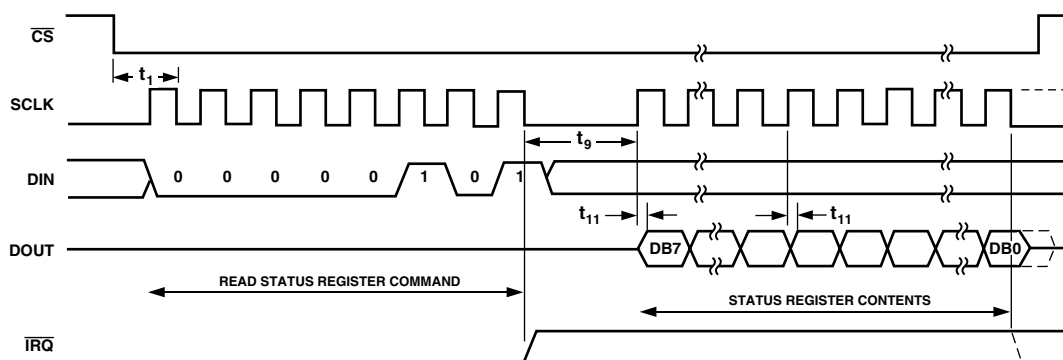 CS
t1
SCLK
t9
DIN
0 0 0 0 0 1 0 1
t11
t11
DOUT
DB7
DB0
READ STATUS REGISTER COMMAND
STATUS REGISTER CONTENTS
IRQ